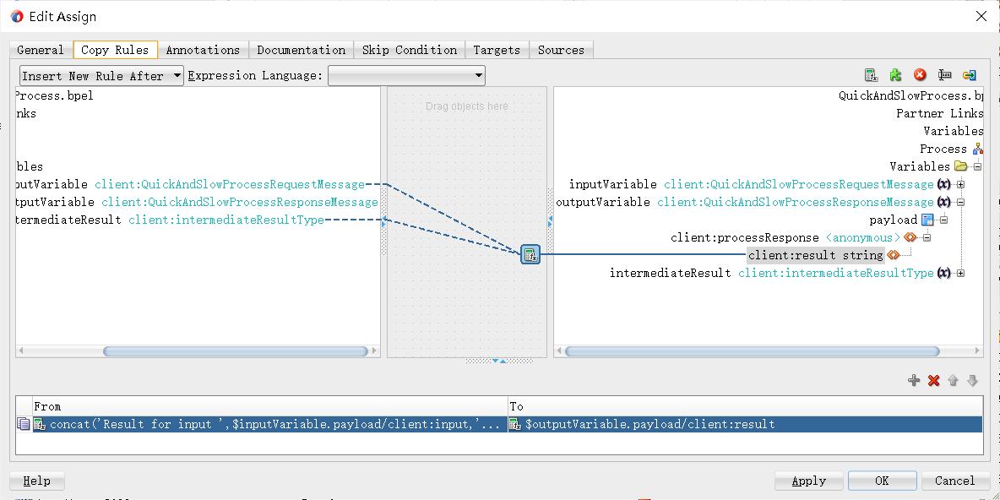 Edit Assign
General Copy Rules Annotations Documentation Skip Condition Targets Sources
Insert New Rule After Expression Language:
Process.bpel
nks
bles
putVariable client:QuickAndSlowProcessRequestMessage
tputVariable client:QuickAndSlowProcessResponseMessage
termediateResult client:intermediateResultType
Drag objects here
QuickAndSlowProcess.bp
Partner Links
Variables
Process
Variables
inputVariable client:QuickAndSlowProcessRequestMessage (x)
outputVariable client:QuickAndSlowProcessResponseMessage (x)
payload
client:processResponse <anonymous>
client:result string
intermediateResult client:intermediateResultType (x)
From To
concat('Result for input ',$inputVariable.payload/client:input,'... $outputVariable.payload/client:result
Help Apply OK Cancel